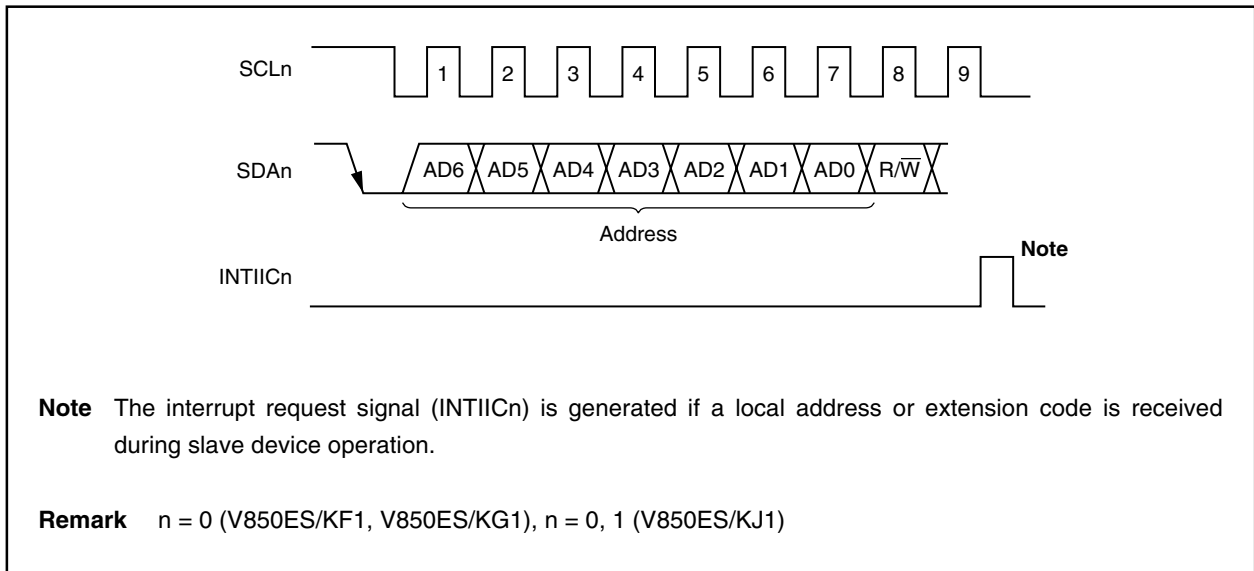 SCLn
1 2 3 4 5 6 7 8 9
SDAn
AD6 AD5 AD4 AD3 AD2 AD1 AD0 R/W̅
Address
Note
INTIICn
Note The interrupt request signal (INTIICn) is generated if a local address or extension code is received
during slave device operation.
Remark n = 0 (V850ES/KF1, V850ES/KG1), n = 0, 1 (V850ES/KJ1)